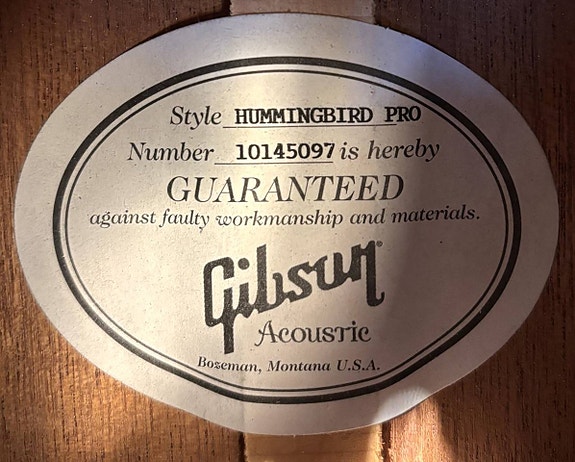 Style HUMMINGBIRD PRO
Number 10145097 is hereby
GUARANTEED
against faulty workmanship and materials.
Gibson®
Acoustic
Bozeman, Montana U.S.A.